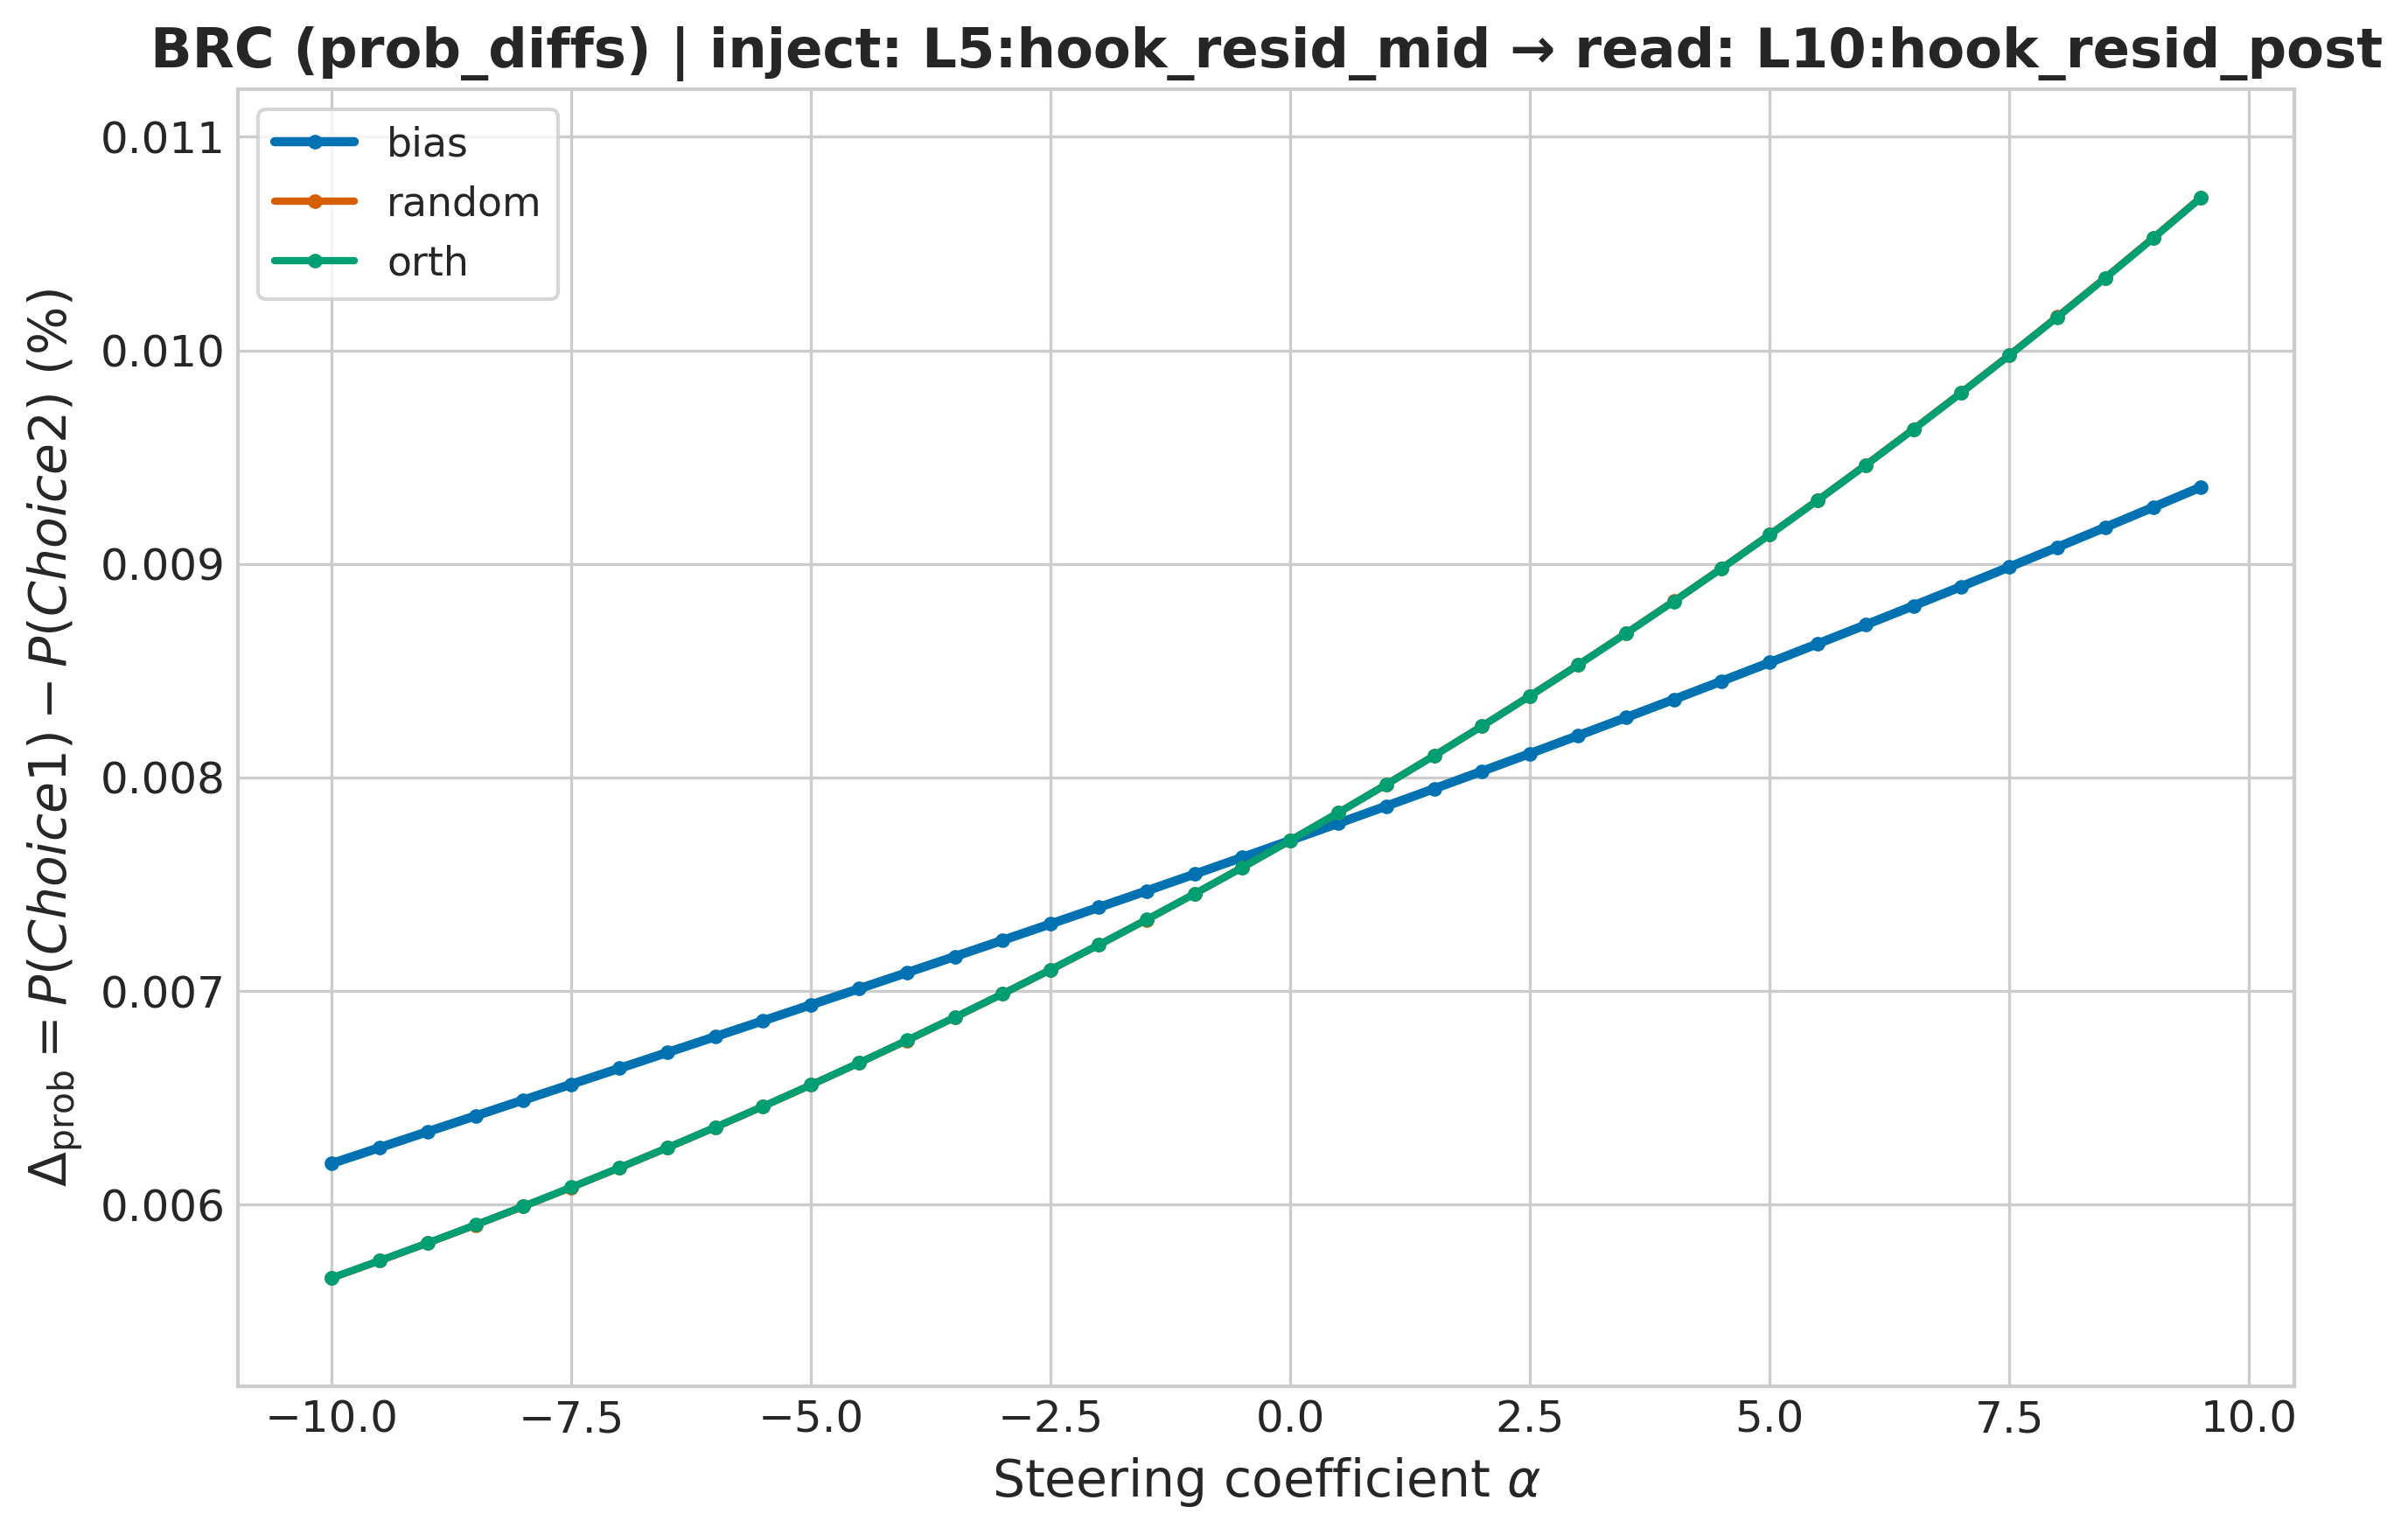 BRC (prob_diffs) | inject: L5:hook_resid_mid → read: L10:hook_resid_post
bias
random
orth
Δprob = P(Choice1) − P(Choice2) (%)
0.011
0.010
0.009
0.008
0.007
0.006
−10.0 −7.5 −5.0 −2.5 0.0 2.5 5.0 7.5 10.0
Steering coefficient α